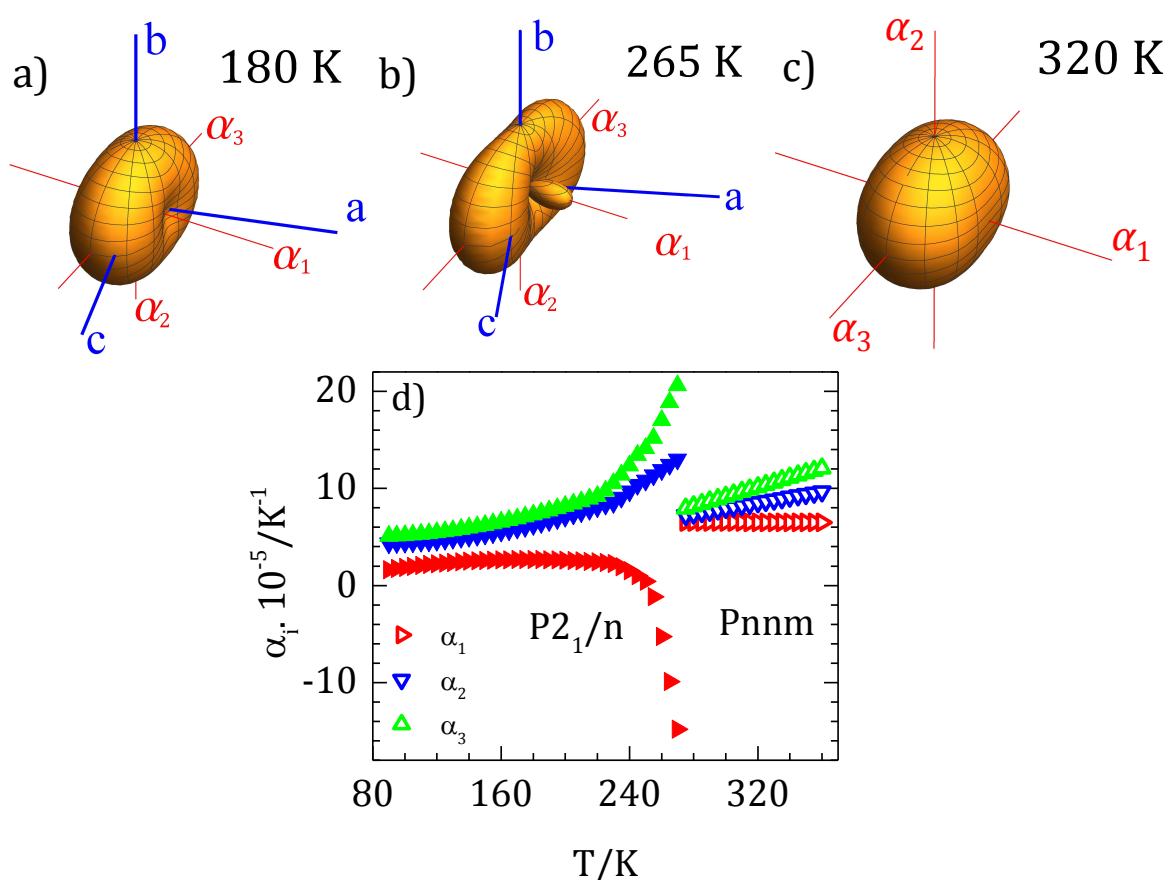 a)
180 K
b
α₃
a
α₁
α₂
c
b)
265 K
b
α₃
a
α₁
α₂
c
c)
320 K
α₂
α₁
α₃
d)
20
10
0
-10
αᵢ. 10⁻⁵/K⁻¹
P2₁/n
Pnnm
α₁
α₂
α₃
80 160 240 320
T/K